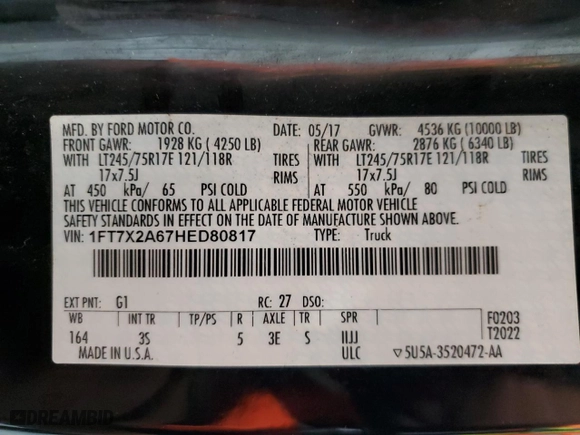 MFD. BY FORD MOTOR CO. DATE: 05/17 GVWR: 4536 KG (10000 LB)
FRONT GAWR: 1928 KG ( 4250 LB) REAR GAWR: 2876 KG ( 6340 LB)
WITH LT245/75R17E 121/118R TIRES WITH LT245/75R17E 121/118R TIRES
17x7.5J RIMS 17x7.5J RIMS
AT 450 kPa/ 65 PSI COLD AT 550 kPa/ 80 PSI COLD
THIS VEHICLE CONFORMS TO ALL APPLICABLE FEDERAL MOTOR VEHICLE
SAFETY STANDARDS IN EFFECT ON THE DATE OF MANUFACTURE SHOWN ABOVE.
VIN: 1FT7X2A67HED80817 TYPE: Truck
EXT PNT: G1 RC: 27 DSO:
WB INT TR TP/PS R AXLE TR SPR F0203
164 3S 5 3E S IIJJ T2022
MADE IN U.S.A. ULC ▽5U5A-3520472-AA
DREAMBID